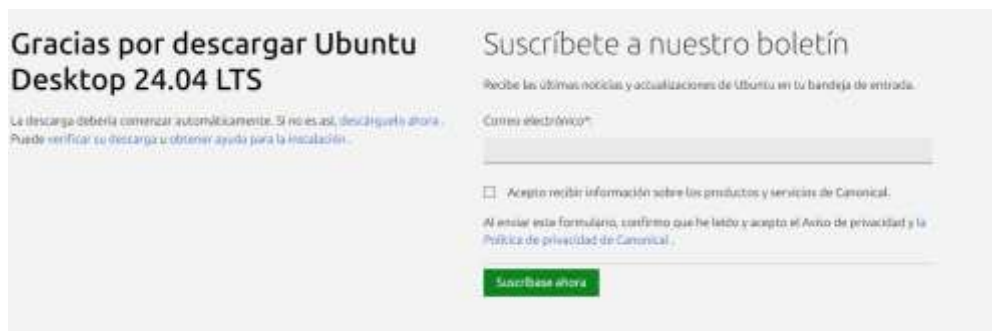 Gracias por descargar Ubuntu
Desktop 24.04 LTS
La descarga debería comenzar automáticamente. Si no es así, descárguelo ahora .
Puede verificar su descarga u obtener ayuda para la instalación .
Suscríbete a nuestro boletín
Recibe las últimas noticias y actualizaciones de Ubuntu en tu bandeja de entrada.
Correo electrónico*:
Acepto recibir información sobre los productos y servicios de Canonical.
Al enviar este formulario, confirmo que he leído y acepto el Aviso de privacidad y la
Política de privacidad de Canonical .
Suscríbase ahora